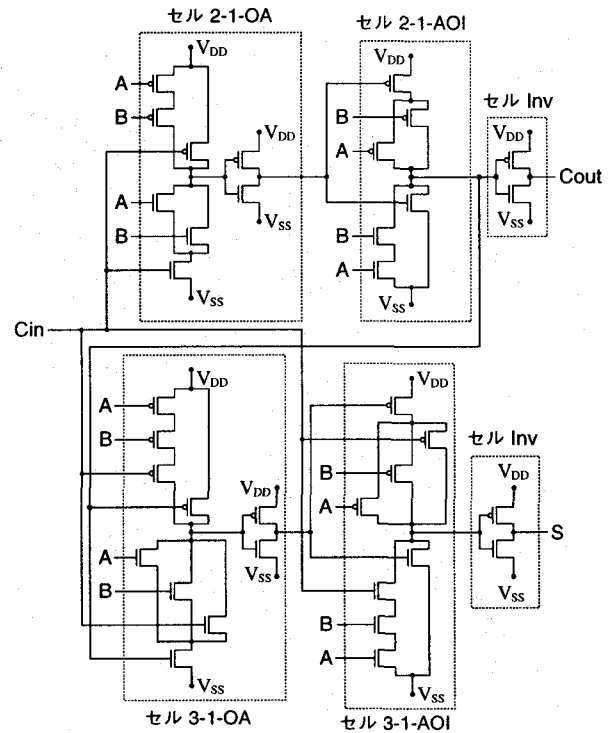 セル 2-1-OA
セル 2-1-AOI
VDD
VDD
A
B
B
セル Inv
VDD
VDD
A
Cout
A
VSS
VSS
B
B
A
VSS
VSS
Cin
VDD
VDD
A
B
セル Inv
B
VDD
VDD
A
S
A
VSS
VSS
B
B
A
VSS
VSS
セル 3-1-OA
セル 3-1-AOI